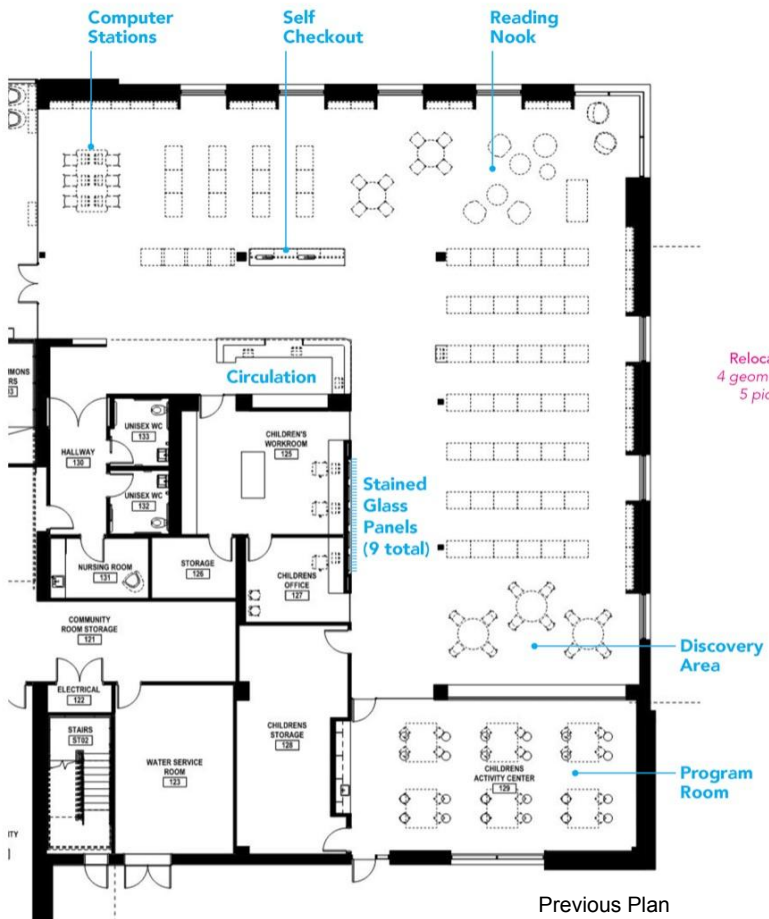 Computer
Stations
Self
Checkout
Reading
Nook
Circulation
HALLWAY
130
UNISEX WC
133
UNISEX WC
132
CHILDREN'S
WORKROOM
125
Stained
Glass
Panels
(9 total)
NURSING ROOM
131
STORAGE
126
CHILDRENS
OFFICE
127
COMMUNITY
ROOM STORAGE
121
ELECTRICAL
122
STAIRS
ST02
WATER SERVICE
ROOM
123
CHILDRENS
STORAGE
128
Discovery
Area
CHILDRENS
ACTIVITY CENTER
129
Program
Room
Previous Plan
Reloca
4 geom
5 pic